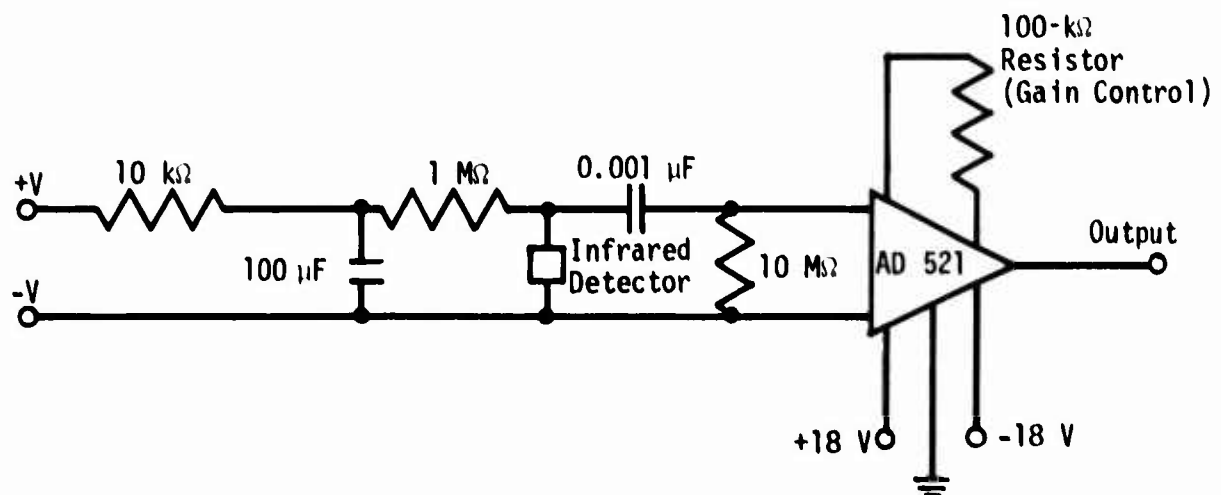 100-kΩ
Resistor
(Gain Control)
10 kΩ
1 MΩ
0.001 μF
+V
100 μF
Infrared
Detector
10 MΩ
AD 521
Output
-V
+18 V
-18 V